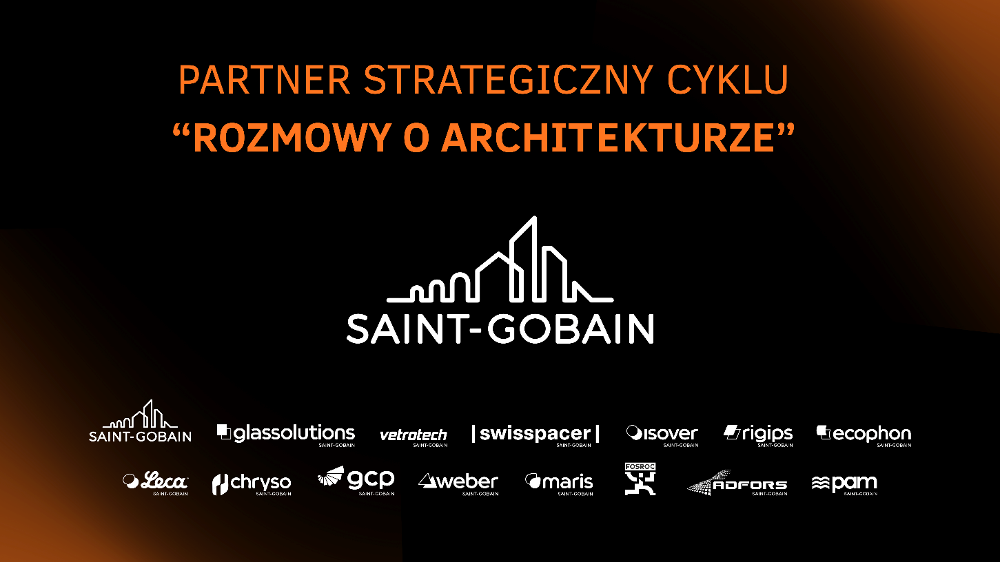 PARTNER STRATEGICZNY CYKLU
“ROZMOWY O ARCHITEKTURZE”
SAINT-GOBAIN
SAINT-GOBAIN
glassolutions
SAINT-GOBAIN
vetrotech
SAINT-GOBAIN
|swisspacer|
SAINT-GOBAIN
isover
SAINT-GOBAIN
rigips
SAINT-GOBAIN
ecophon
SAINT-GOBAIN
Leca
SAINT-GOBAIN
chryso
SAINT-GOBAIN
gcp
SAINT-GOBAIN
weber
SAINT-GOBAIN
maris
SAINT-GOBAIN
FOSROC
ADFORS
SAINT-GOBAIN
pam
SAINT-GOBAIN